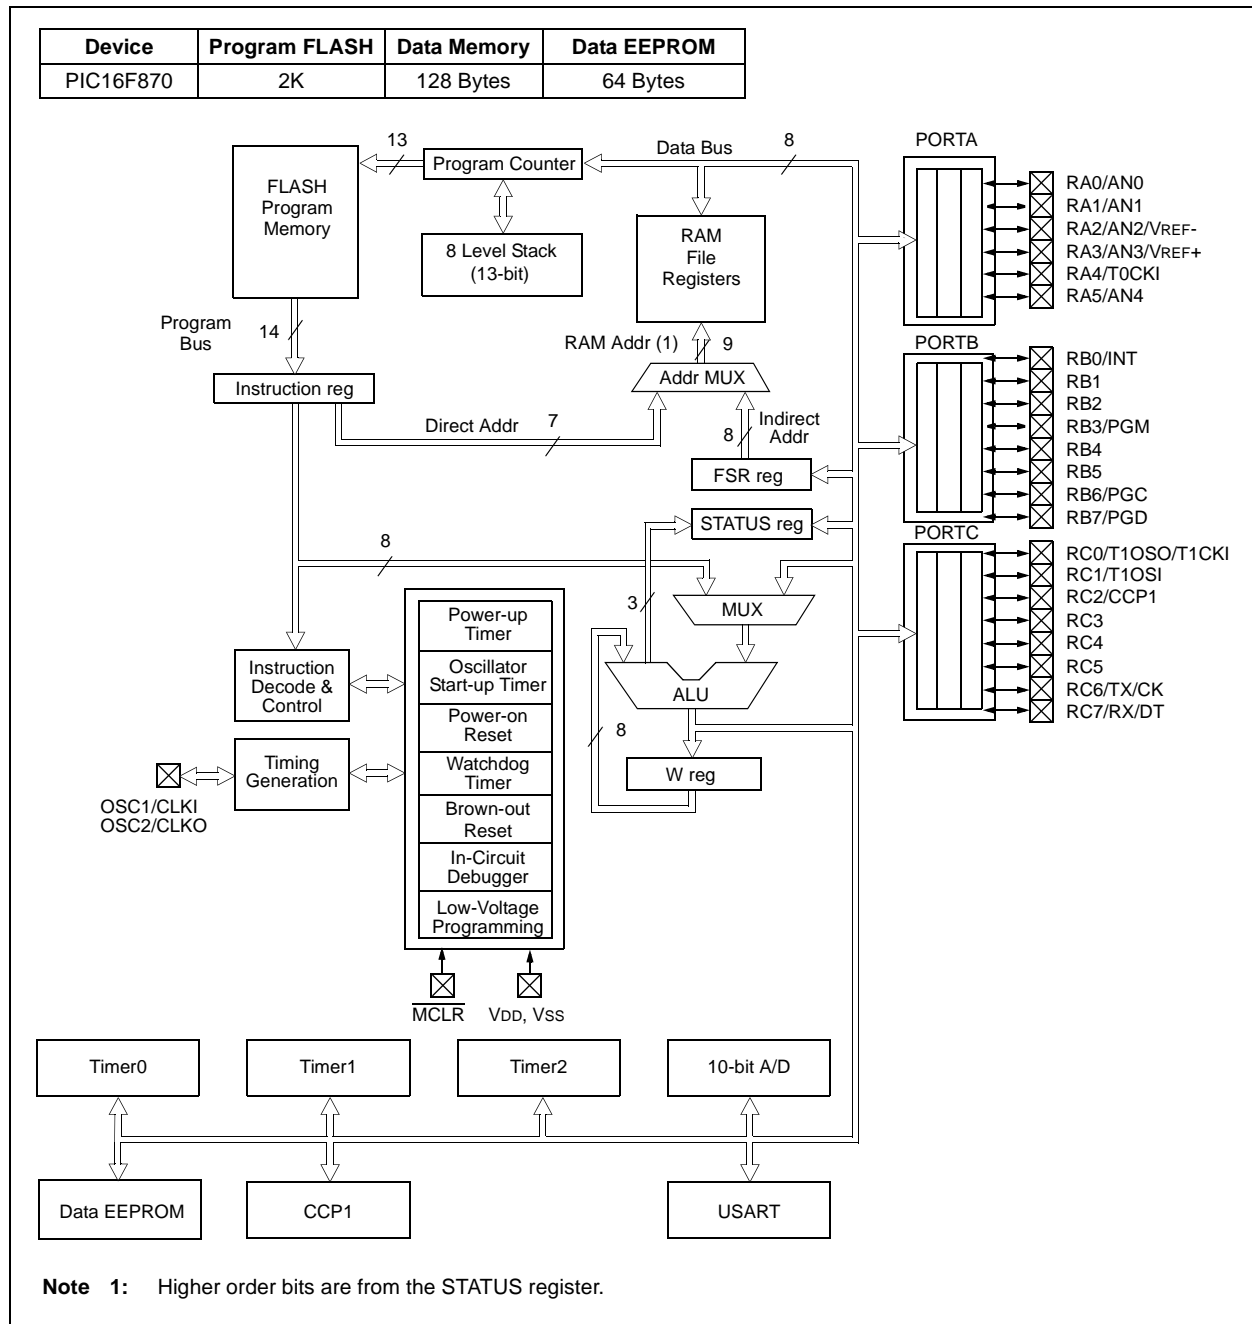 Device Program FLASH Data Memory Data EEPROM
PIC16F870 2K 128 Bytes 64 Bytes
13
Program Counter
Data Bus
8
PORTA
FLASH
Program
Memory
8 Level Stack
(13-bit)
RAM
File
Registers
RA0/AN0
RA1/AN1
RA2/AN2/VREF-
RA3/AN3/VREF+
RA4/T0CKI
RA5/AN4
Program
Bus
14
RAM Addr (1)
9
PORTB
Instruction reg
Addr MUX
Direct Addr
7
8
Indirect
Addr
FSR reg
STATUS reg
RB0/INT
RB1
RB2
RB3/PGM
RB4
RB5
RB6/PGC
RB7/PGD
PORTC
8
3
MUX
RC0/T1OSO/T1CKI
RC1/T1OSI
RC2/CCP1
RC3
RC4
RC5
RC6/TX/CK
RC7/RX/DT
Power-up
Timer
Oscillator
Start-up Timer
Power-on
Reset
Watchdog
Timer
Brown-out
Reset
In-Circuit
Debugger
Low-Voltage
Programming
Instruction
Decode &
Control
ALU
8
W reg
Timing
Generation
OSC1/CLKI
OSC2/CLKO
MCLR
VDD, VSS
Timer0
Timer1
Timer2
10-bit A/D
Data EEPROM
CCP1
USART
Note 1: Higher order bits are from the STATUS register.